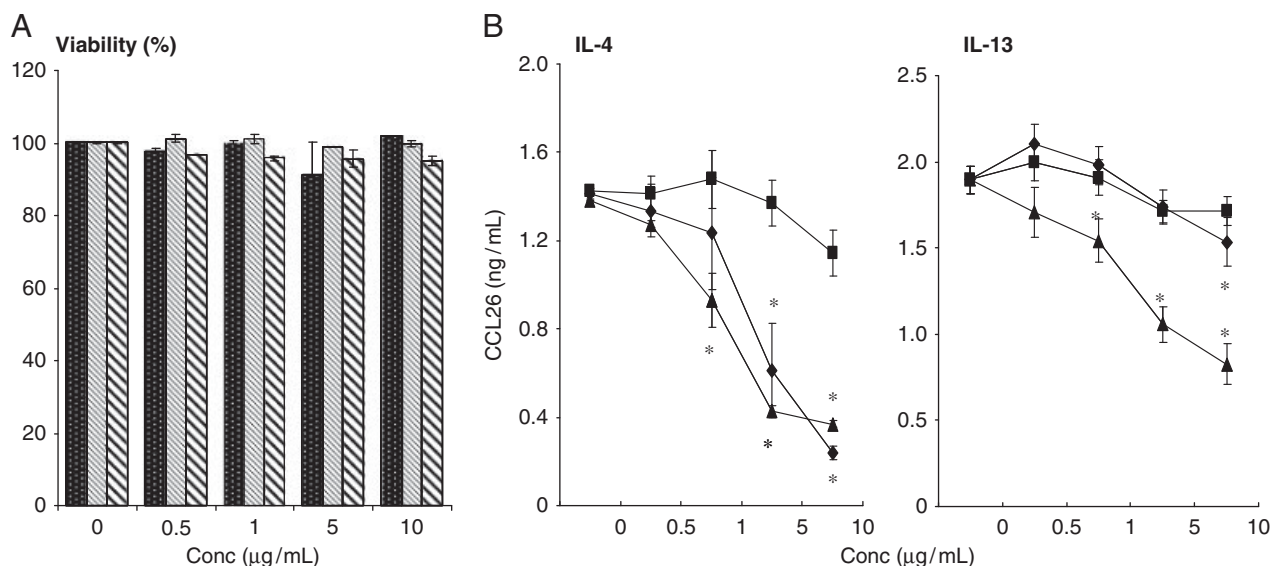 A
Viability (%)
120
100
80
60
40
20
0
0 0.5 1 5 10
Conc (μg/mL)
B
IL-4
CCL26 (ng/mL)
2.0
1.6
1.2
0.8
0.4
0
* * * * * *
0 0.5 1 5 10
IL-13
2.5
2.0
1.5
1.0
0.5
0
* * * *
0 0.5 1 5 10
Conc (μg/mL)